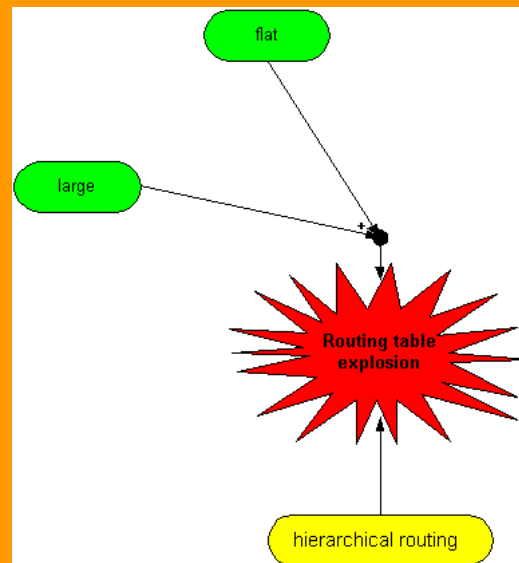 flat
large
+
Routing table
explosion
hierarchical routing